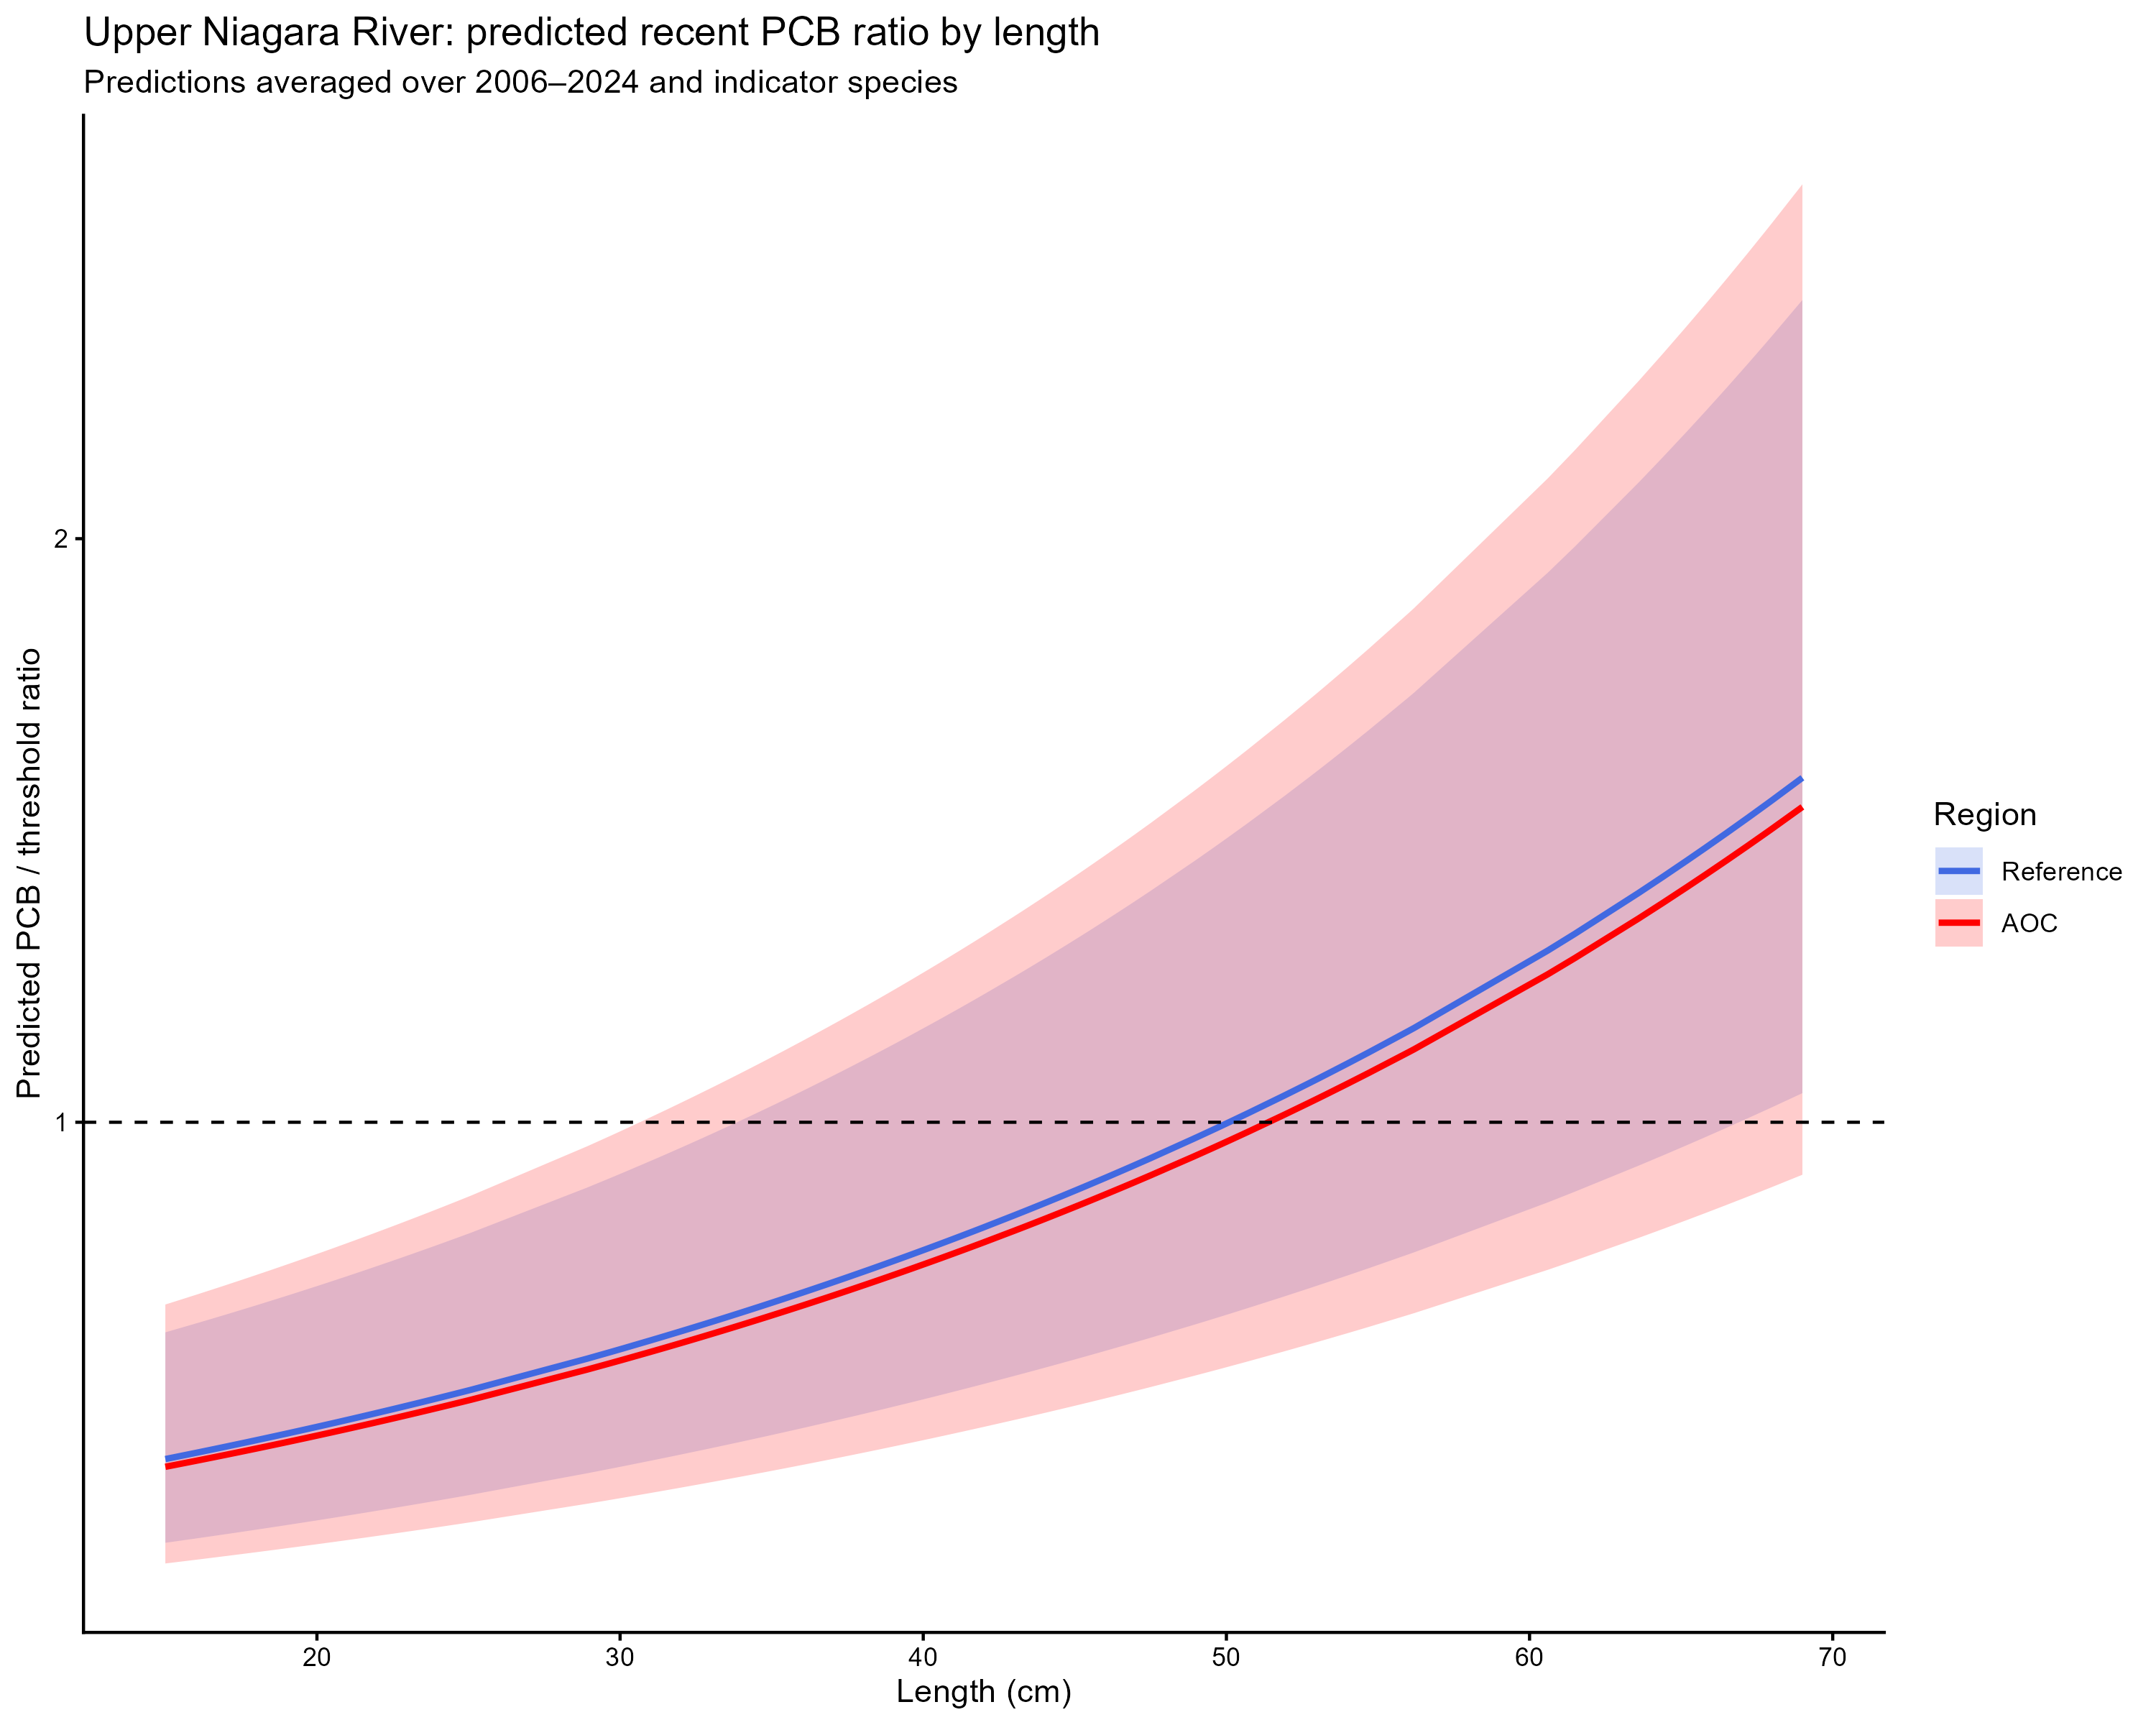 Upper Niagara River: predicted recent PCB ratio by length
Predictions averaged over 2006–2024 and indicator species
Predicted PCB / threshold ratio
2
1
20 30 40 50 60 70
Length (cm)
Region
Reference
AOC